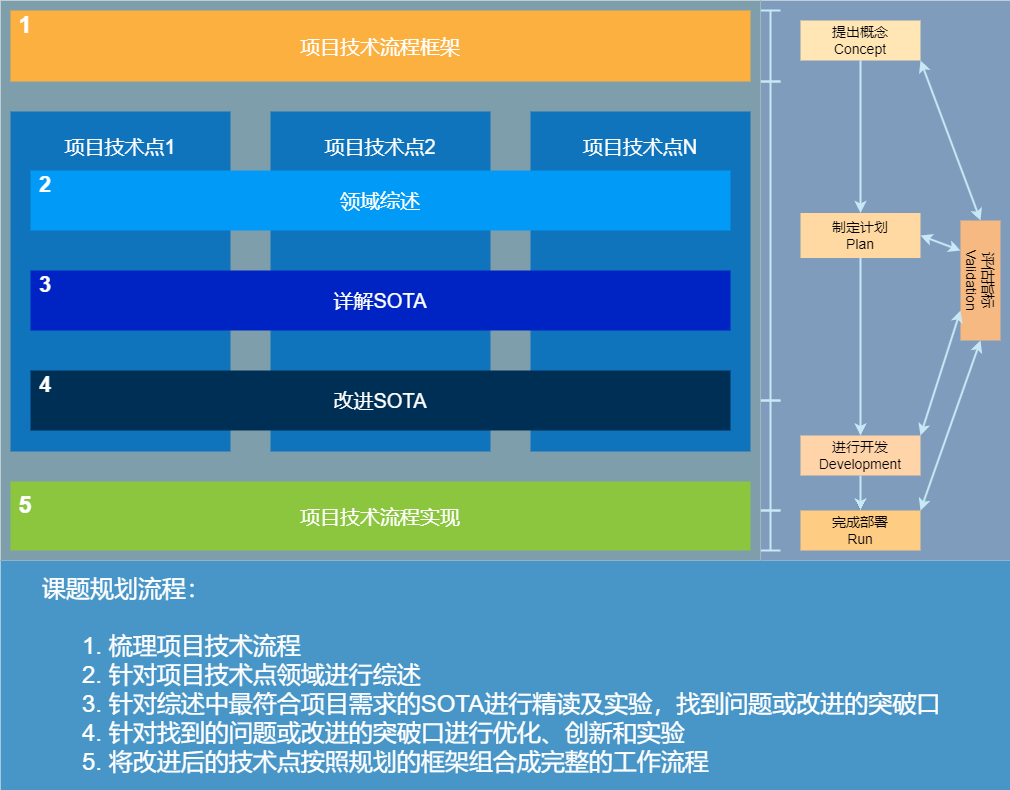 1
项目技术流程框架
项目技术点1
项目技术点2
项目技术点N
2
领域综述
3
详解SOTA
4
改进SOTA
5
项目技术流程实现
提出概念
Concept
制定计划
Plan
评估指标
Validation
进行开发
Development
完成部署
Run
课题规划流程：
1. 梳理项目技术流程
2. 针对项目技术点领域进行综述
3. 针对综述中最符合项目需求的SOTA进行精读及实验，找到问题或改进的突破口
4. 针对找到的问题或改进的突破口进行优化、创新和实验
5. 将改进后的技术点按照规划的框架组合成完整的工作流程